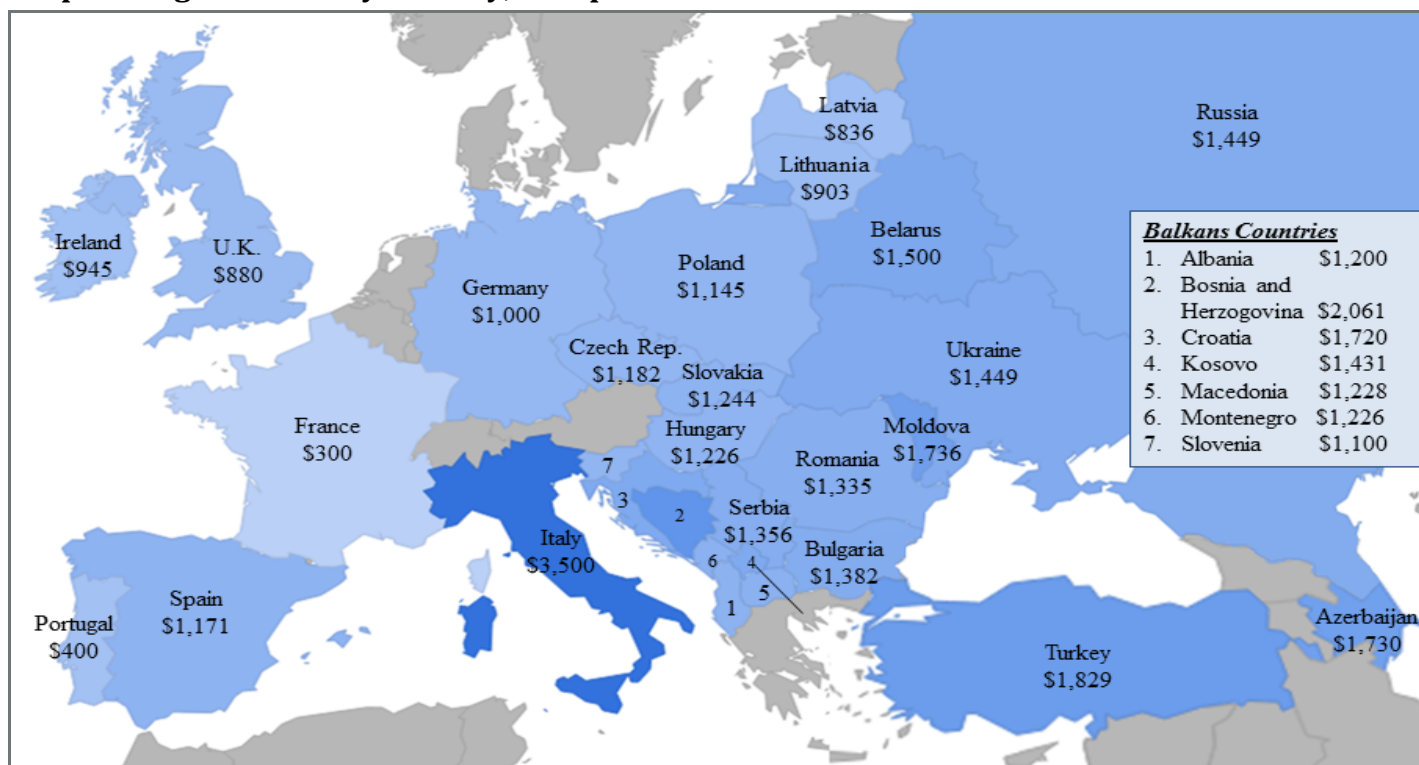 Latvia
$836
Russia
$1,449
Lithuania
$903
Ireland
$945
U.K.
$880
Belarus
$1,500
Poland
$1,145
Germany
$1,000
Balkans Countries
1. Albania $1,200
2. Bosnia and
Herzogovina $2,061
3. Croatia $1,720
4. Kosovo $1,431
5. Macedonia $1,228
6. Montenegro $1,226
7. Slovenia $1,100
Czech Rep.
$1,182
Slovakia
$1,244
Ukraine
$1,449
France
$300
Hungary
$1,226
Moldova
$1,736
Romania
$1,335
7
3
2
Serbia
$1,356
Italy
$3,500
Bulgaria
$1,382
6
4
5
1
Spain
$1,171
Portugal
$400
Turkey
$1,829
Azerbaijan
$1,730